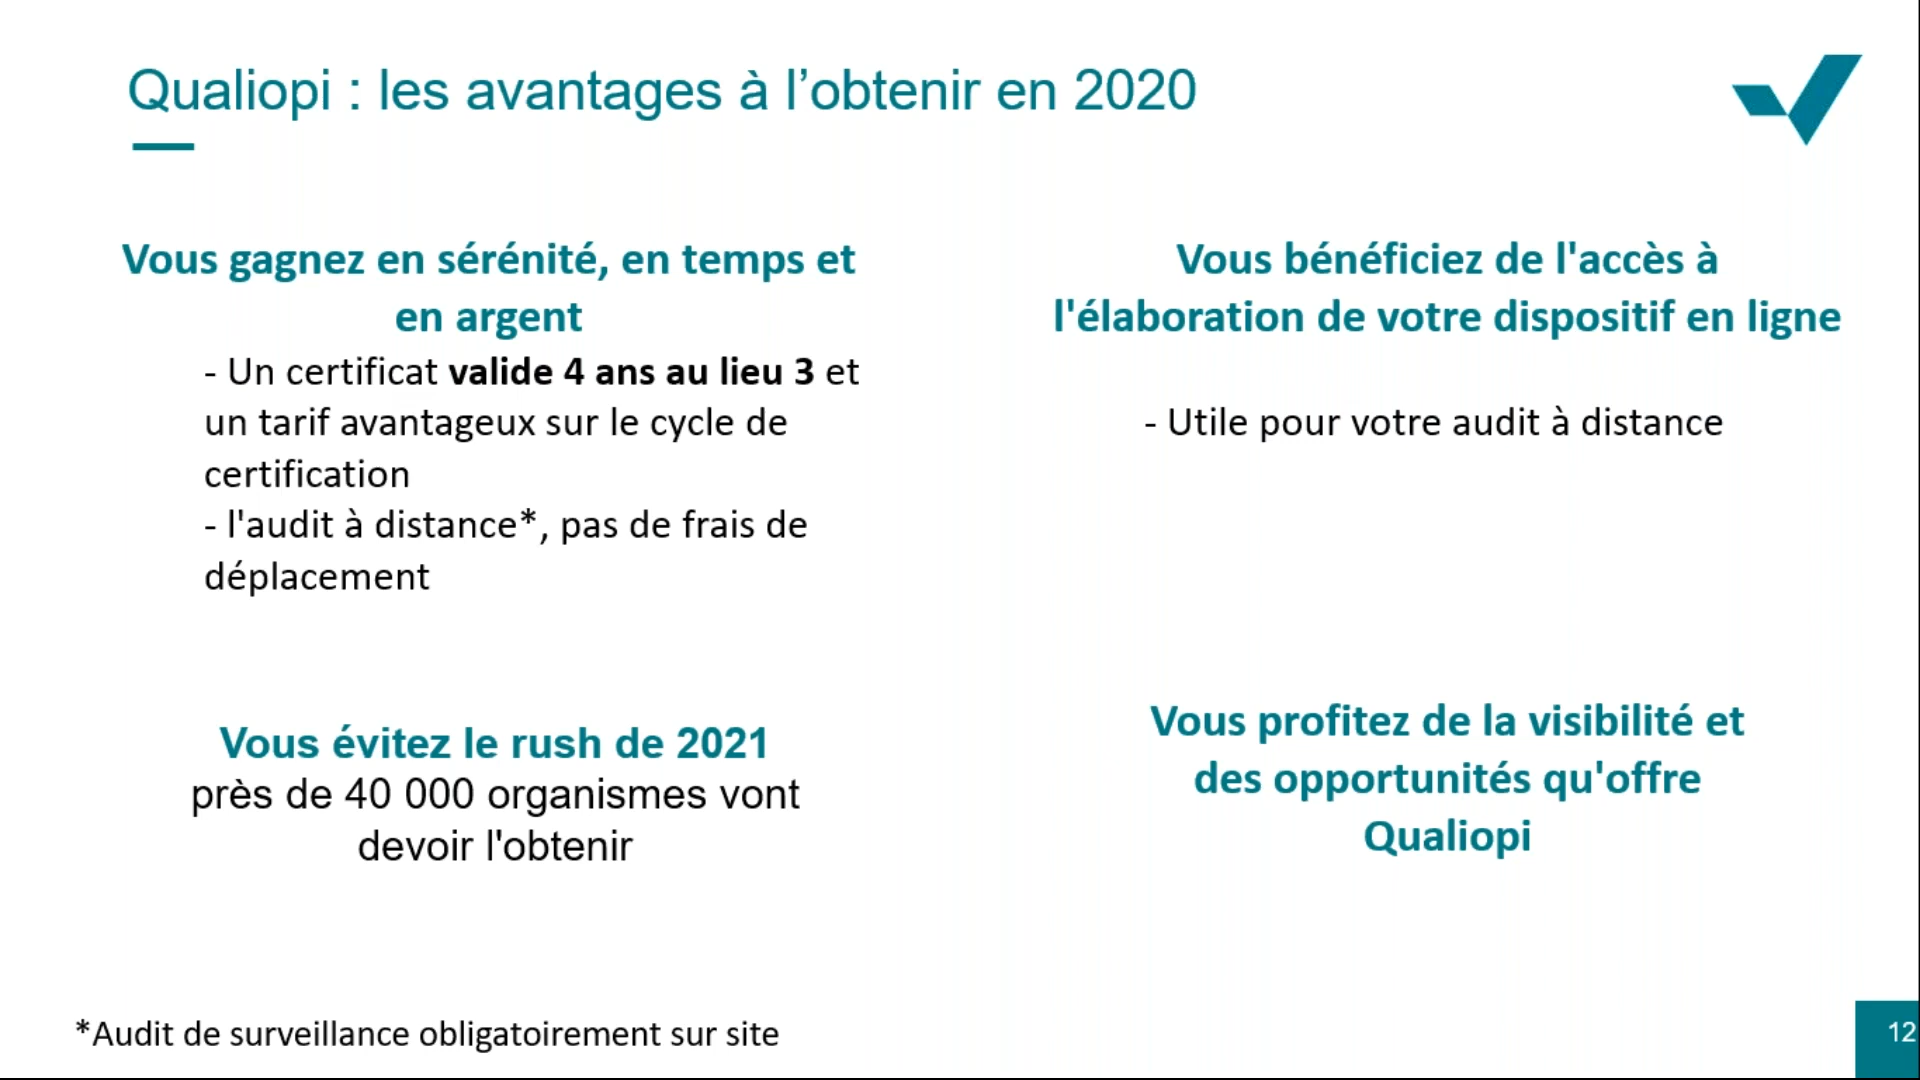 Qualiopi : les avantages à l’obtenir en 2020
Vous gagnez en sérénité, en temps et
en argent
- Un certificat valide 4 ans au lieu 3 et
un tarif avantageux sur le cycle de
certification
- l'audit à distance*, pas de frais de
déplacement
Vous bénéficiez de l'accès à
l'élaboration de votre dispositif en ligne
- Utile pour votre audit à distance
Vous évitez le rush de 2021
près de 40 000 organismes vont
devoir l'obtenir
Vous profitez de la visibilité et
des opportunités qu'offre
Qualiopi
*Audit de surveillance obligatoirement sur site
12